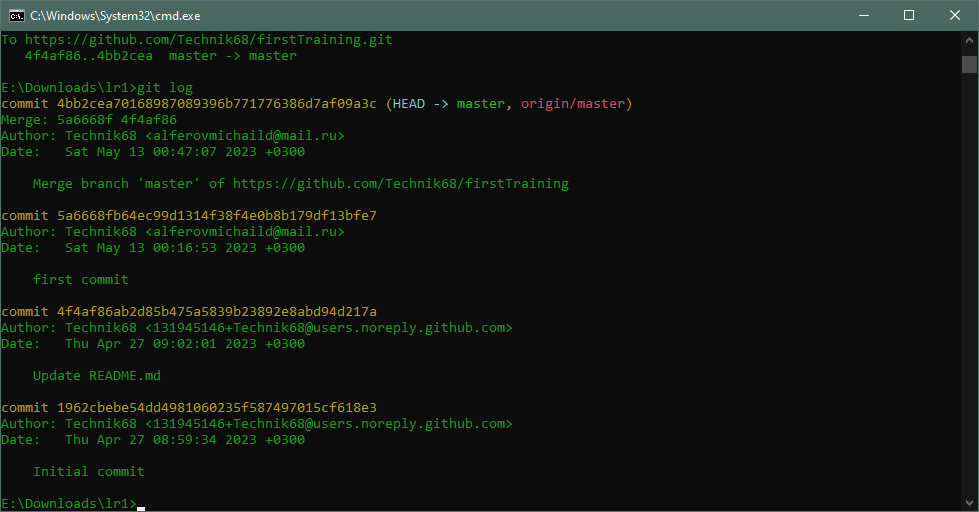 C:\Windows\System32\cmd.exe
To https://github.com/Technik68/firstTraining.git
   4f4af86..4bb2cea  master -> master
E:\Downloads\lr1>git log
commit 4bb2cea70168987089396b771776386d7af09a3c (HEAD -> master, origin/master)
Merge: 5a6668f 4f4af86
Author: Technik68 <alferovmichaild@mail.ru>
Date:   Sat May 13 00:47:07 2023 +0300
    Merge branch 'master' of https://github.com/Technik68/firstTraining
commit 5a6668fb64ec99d1314f38f4e0b8b179df13bfe7
Author: Technik68 <alferovmichaild@mail.ru>
Date:   Sat May 13 00:16:53 2023 +0300
    first commit
commit 4f4af86ab2d85b475a5839b23892e8abd94d217a
Author: Technik68 <131945146+Technik68@users.noreply.github.com>
Date:   Thu Apr 27 09:02:01 2023 +0300
    Update README.md
commit 1962cbebe54dd4981060235f587497015cf618e3
Author: Technik68 <131945146+Technik68@users.noreply.github.com>
Date:   Thu Apr 27 08:59:34 2023 +0300
    Initial commit
E:\Downloads\lr1>